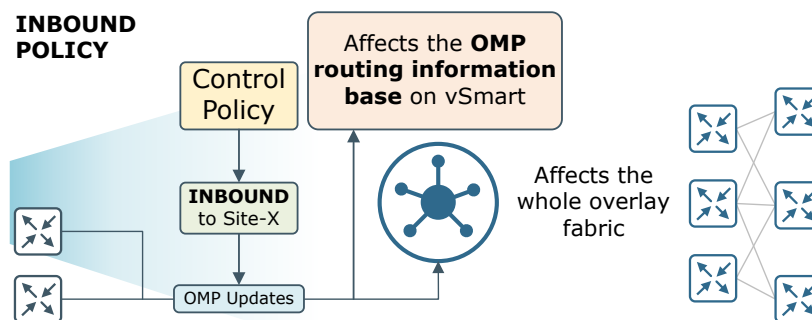 INBOUND
POLICY
Control
Policy
Affects the OMP
routing information
base on vSmart
INBOUND
to Site-X
OMP Updates
Affects the
whole overlay
fabric